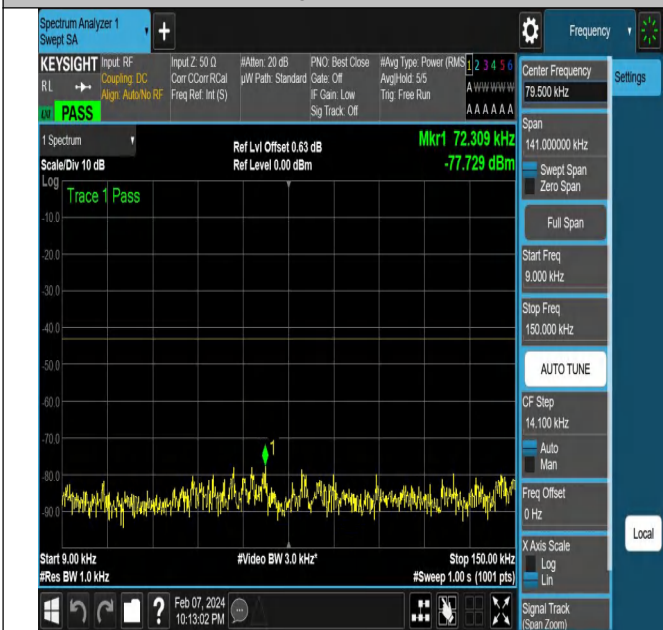 Spectrum Analyzer 1
Swept SA
+
Frequency
KEYSIGHT
RL
LXI
PASS
Input: RF
Coupling: DC
Align: Auto/No RF
Input Z: 50 Ω
Corr CCorr RCal
Freq Ref: Int (S)
#Atten: 20 dB
µW Path: Standard
PNO: Best Close
Gate: Off
IF Gain: Low
Sig Track: Off
#Avg Type: Power (RMS
Avg|Hold: 5/5
Trig: Free Run
1 2 3 4 5 6
A W W W W W
A A A A A A
1 Spectrum
Scale/Div 10 dB
Ref Lvl Offset 0.63 dB
Ref Level 0.00 dBm
Mkr1 72.309 kHz
-77.729 dBm
Log
Trace 1 Pass
-10.0
-20.0
-30.0
-40.0
-50.0
-60.0
-70.0
-80.0
-90.0
1
Start 9.00 kHz
#Res BW 1.0 kHz
#Video BW 3.0 kHz*
Stop 150.00 kHz
#Sweep 1.00 s (1001 pts)
?
Feb 07, 2024
10:13:02 PM
Center Frequency
79.500 kHz
Settings
Span
141.000000 kHz
Swept Span
Zero Span
Full Span
Start Freq
9.000 kHz
Stop Freq
150.000 kHz
AUTO TUNE
CF Step
14.100 kHz
Auto
Man
Freq Offset
0 Hz
X Axis Scale
Log
Lin
Signal Track
(Span Zoom)
Local